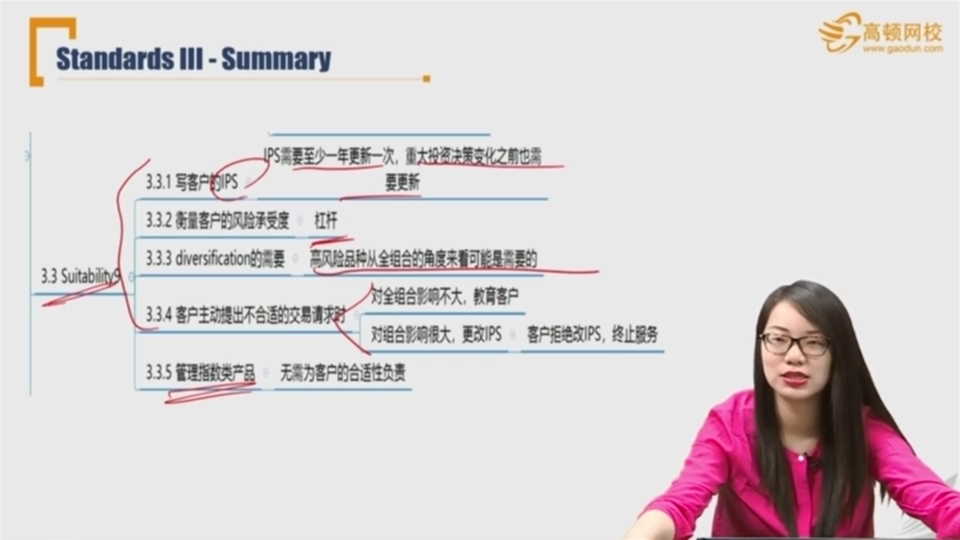 Standards III - Summary
高顿网校
www.gaodun.com
IPS需要至少一年更新一次，重大投资决策变化之前也需
要更新
3.3.1 写客户的IPS
3.3.2 衡量客户的风险承受度
杠杆
3.3.3 diversification的需要
高风险品种从全组合的角度来看可能是需要的
3.3 Suitability9
3.3.4 客户主动提出不合适的交易请求时
对全组合影响不大，教育客户
对组合影响很大，更改IPS
客户拒绝改IPS，终止服务
3.3.5 管理指数类产品
无需为客户的合适性负责